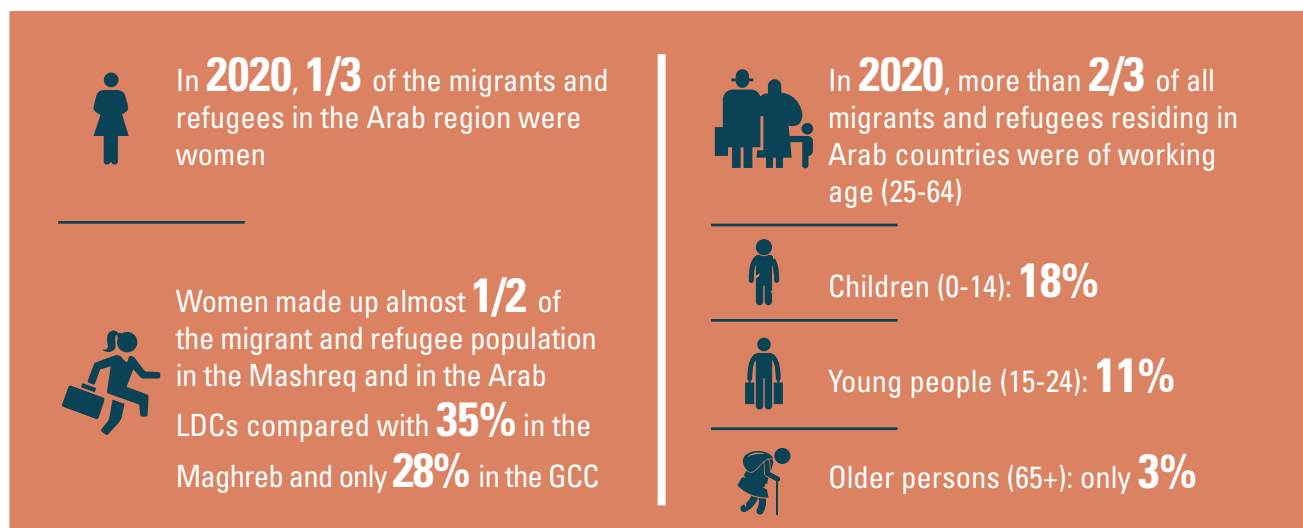 In 2020, 1/3 of the migrants and
refugees in the Arab region were
women
Women made up almost 1/2 of
the migrant and refugee population
in the Mashreq and in the Arab
LDCs compared with 35% in the
Maghreb and only 28% in the GCC
In 2020, more than 2/3 of all
migrants and refugees residing in
Arab countries were of working
age (25-64)
Children (0-14): 18%
Young people (15-24): 11%
Older persons (65+): only 3%